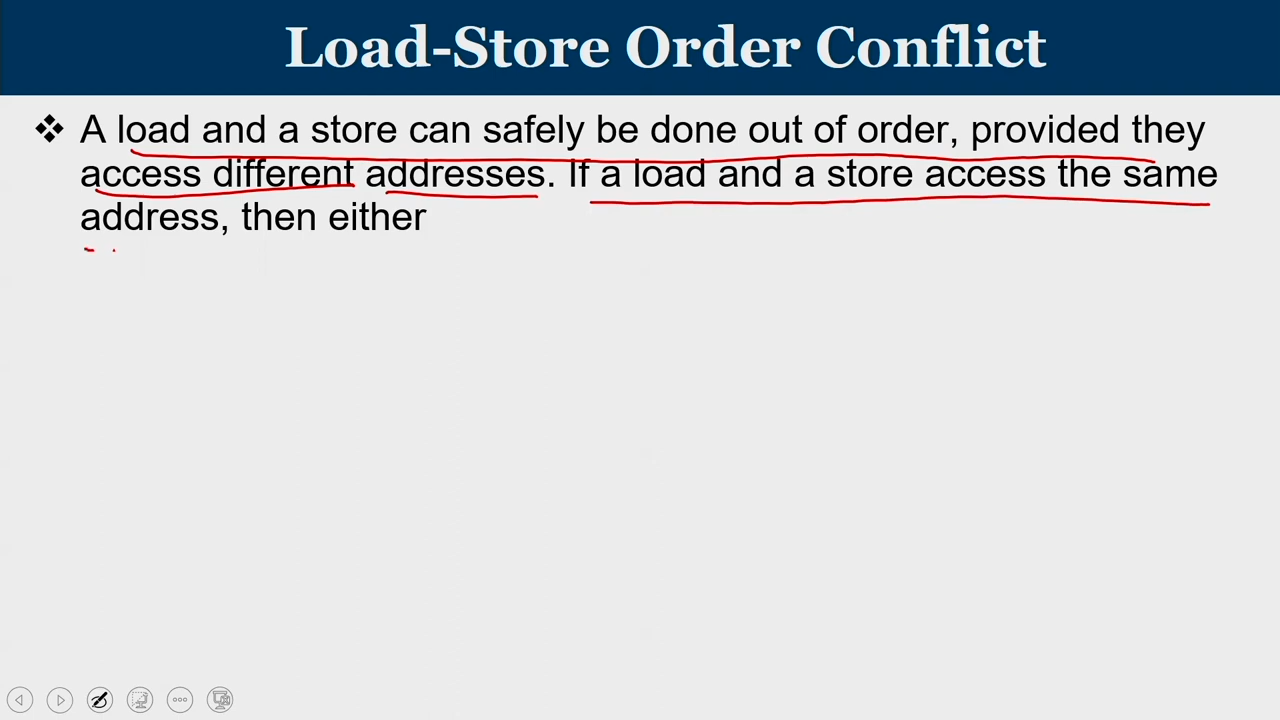 Load-Store Order Conflict
❖ A load and a store can safely be done out of order, provided they
access different addresses. If a load and a store access the same
address, then either